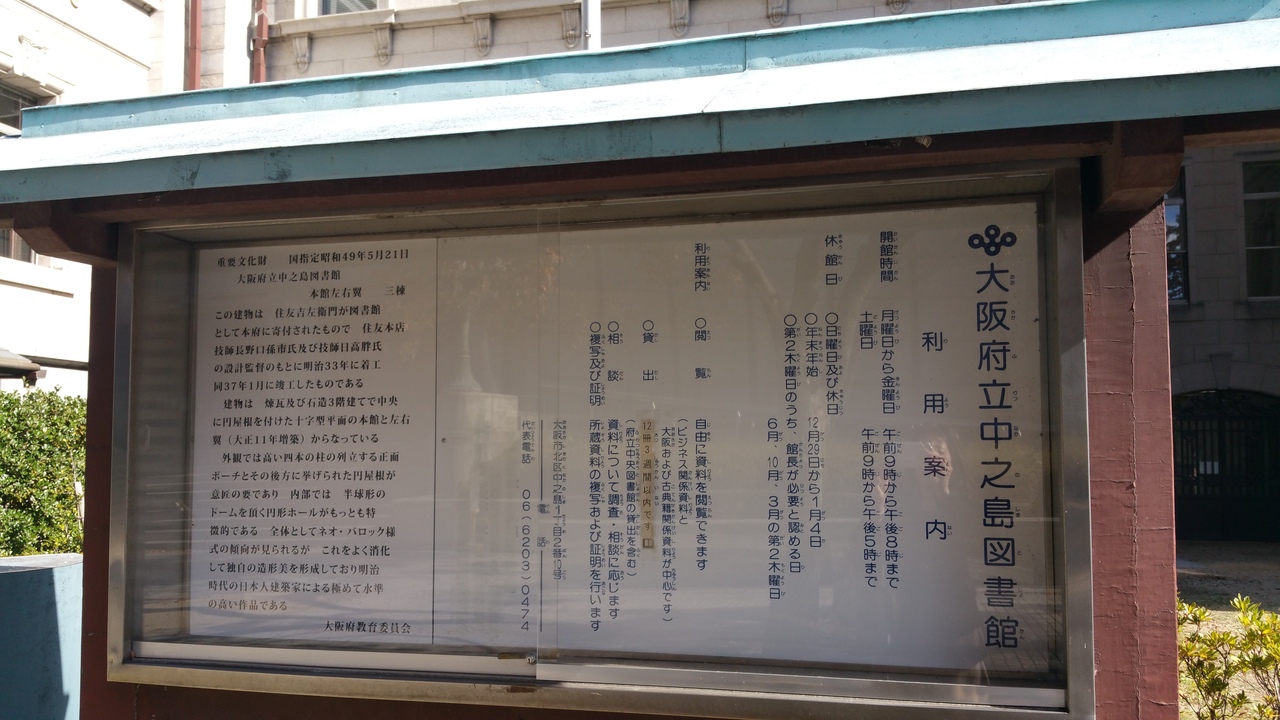 大阪府立中之島図書館
利用案内
開館時間 月曜日から金曜日 午前9時から午後8時まで
土曜日 午前9時から午後5時まで
休館日 ○日曜日及び休日
○年末年始 12月29日から1月4日
○第2木曜日のうち、館長が必要と認める日
6月、10月、3月の第2木曜日
利用案内 ○閲覧 自由に資料を閲覧できます
(ビジネス関係資料と
大阪および古典籍関係資料が中心です)
○貸出 12冊3週間以内です
(府立中央図書館の貸出を含む)
○相談 資料について調査・相談に応じます
○複写及び証明 所蔵資料の複写および証明を行います
大阪市北区中之島1丁目2番10号
電話
代表電話 06(6203)0474
重要文化財 国指定昭和49年5月21日
大阪府立中之島図書館
本館左右翼 三棟
この建物は 住友吉左衛門が図書館
として本府に寄付されたもので 住友本店
技師長野口孫市氏及び技師日高胖氏
の設計監督のもとに明治33年に着工
同37年1月に竣工したものである
建物は 煉瓦及び石造3階建てで中央
に円屋根を付けた十字型平面の本館と左右
翼(大正11年増築)からなっている
外観では高い四本の柱の列立する正面
ポーチとその後方に挙げられた円屋根が
意匠の要であり 内部では 半球形の
ドームを頂く円形ホールがもっとも特
徴的である 全体としてネオ・バロック様
式の傾向が見られるが これをよく消化
して独自の造形美を形成しており明治
時代の日本人建築家による極めて水準
の高い作品である
大阪府教育委員会